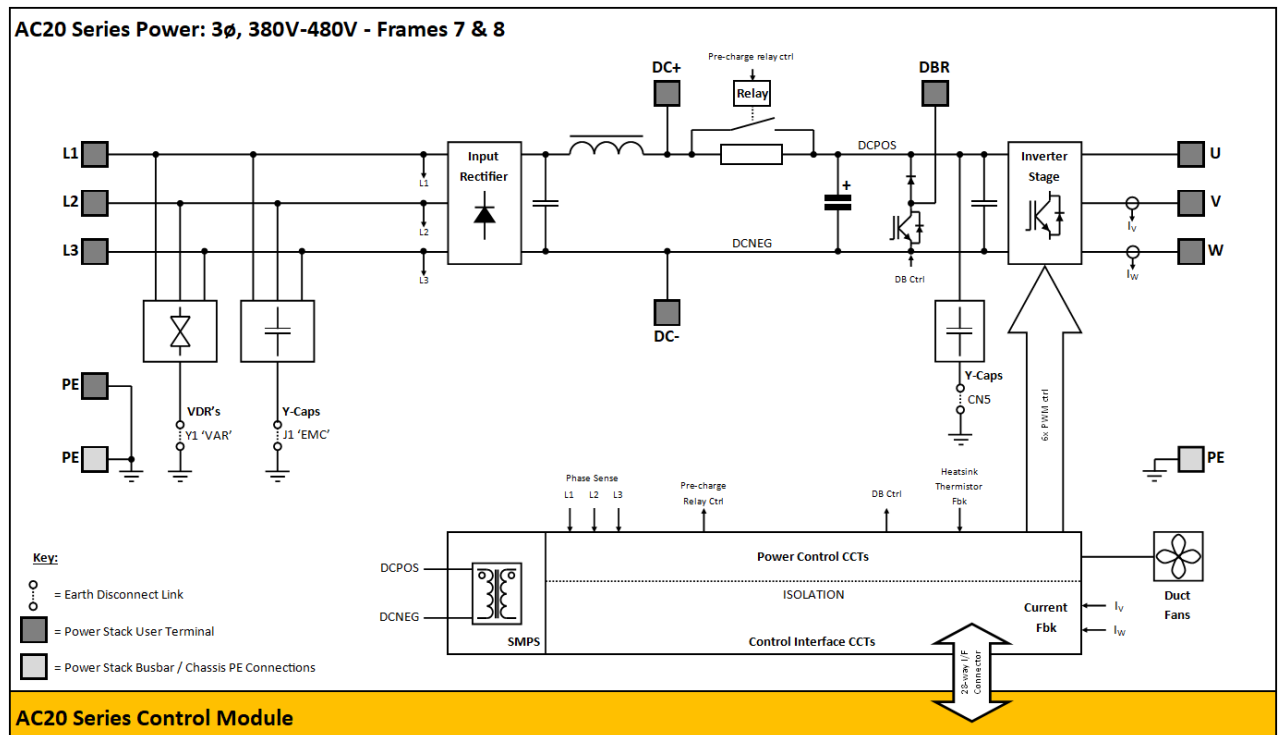 AC20 Series Power: 3ø, 380V-480V - Frames 7 & 8
DC+
Pre-charge relay ctrl
Relay
DBR
L1
L2
L3
L1
L2
L3
Input
Rectifier
DCPOS
+
DCNEG
DB Ctrl
Inverter
Stage
U
V
W
IV
IW
DC-
PE
PE
VDR's
Y1 'VAR'
Y-Caps
J1 'EMC'
Y-Caps
CN5
6x PWM ctrl
PE
Phase Sense
L1 L2 L3
Pre-charge
Relay Ctrl
DB Ctrl
Heatsink
Thermistor
Fbk
Key:
= Earth Disconnect Link
= Power Stack User Terminal
= Power Stack Busbar / Chassis PE Connections
DCPOS
DCNEG
SMPS
Power Control CCTs
ISOLATION
Control Interface CCTs
Current
Fbk
IV
IW
Duct
Fans
28-way I/F
Connector
AC20 Series Control Module